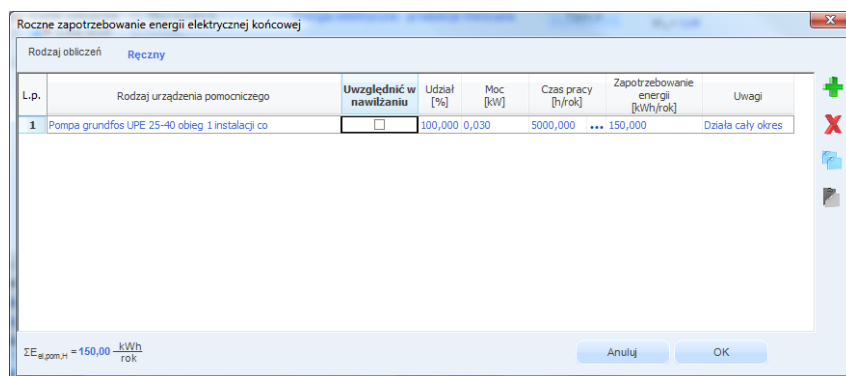 Roczne zapotrzebowanie energii elektrycznej końcowej
Rodzaj obliczeń Ręczny
L.p. Rodzaj urządzenia pomocniczego Uwzględnić w nawilżaniu Udział [%] Moc [kW] Czas pracy [h/rok] Zapotrzebowanie energii [kWh/rok] Uwagi
1 Pompa grundfos UPE 25-40 obieg 1 instalacji co 100,000 0,030 5000,000 ... 150,000 Działa cały okres
ΣE el,pom,H = 150,00 kWh/rok
Anuluj OK